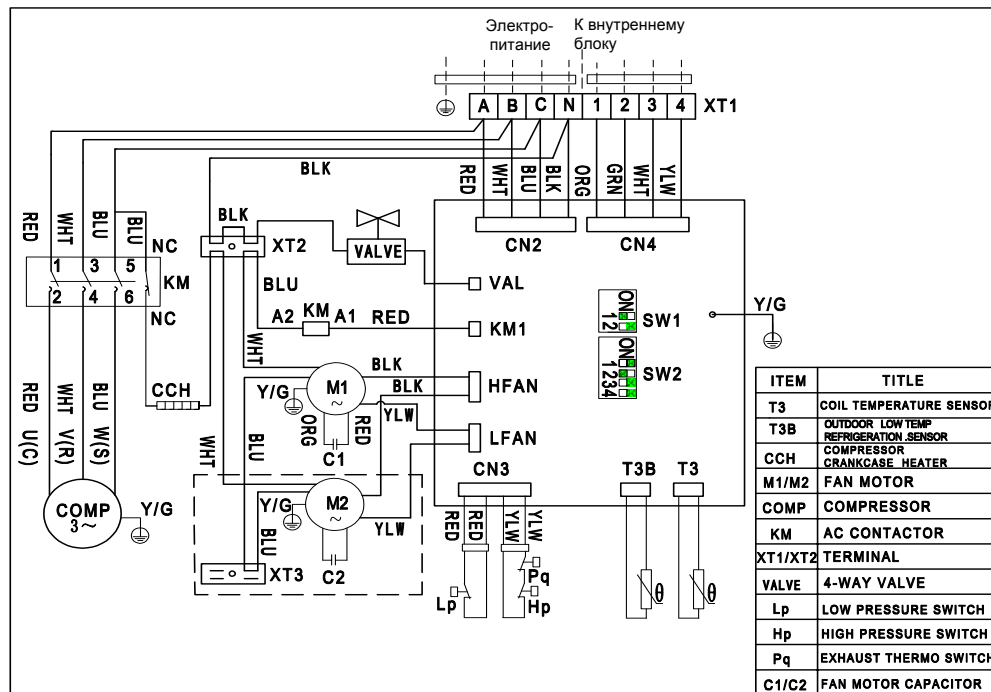 Электро-
питание
К внутреннему
блоку
A B C N 1 2 3 4 XT1
BLK
RED
WHT
BLU
BLK
ORG
GRN
WHT
YLW
RED
WHT
BLU
BLU
NC
BLK
XT2
VALVE
CN2
CN4
1 3 5
KM
2 4 6
NC
BLU
VAL
ON
1 2
SW1
Y/G
A2 KM A1 RED
KM1
ON
1 2 3 4
SW2
WHT
BLK
BLK
HFAN
CCH
Y/G
M1
~
YLW
ORG
RED
C1
LFAN
RED U(C)
WHT V(R)
BLU W(S)
WHT
BLU
CN3
T3B
T3
COMP
3~
Y/G
Y/G
M2
~
YLW
BLU
C2
XT3
RED
RED
YLW
YLW
Lp
Pq
Hp
θ
θ
ITEM TITLE
T3 COIL TEMPERATURE SENSOR
T3B OUTDOOR LOW TEMP
REFRIGERATION .SENSOR
CCH COMPRESSOR
CRANKCASE HEATER
M1/M2 FAN MOTOR
COMP COMPRESSOR
KM AC CONTACTOR
XT1/XT2 TERMINAL
VALVE 4-WAY VALVE
Lp LOW PRESSURE SWITCH
Hp HIGH PRESSURE SWITCH
Pq EXHAUST THERMO SWITCH
C1/C2 FAN MOTOR CAPACITOR